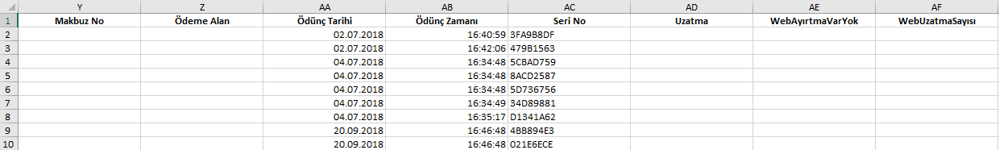 Y Z AA AB AC AD AE AF
1 Makbuz No Ödeme Alan Ödünç Tarihi Ödünç Zamanı Seri No Uzatma WebAyırtmaVarYok WebUzatmaSayısı
2 02.07.2018 16:40:59 3FA9B8DF
3 02.07.2018 16:42:06 479B1563
4 04.07.2018 16:34:48 5CBAD759
5 04.07.2018 16:34:48 8ACD2587
6 04.07.2018 16:34:48 5D736756
7 04.07.2018 16:34:49 34D89881
8 04.07.2018 16:35:17 D1341A62
9 20.09.2018 16:46:48 4BB894E3
10 20.09.2018 16:46:48 021E6ECE